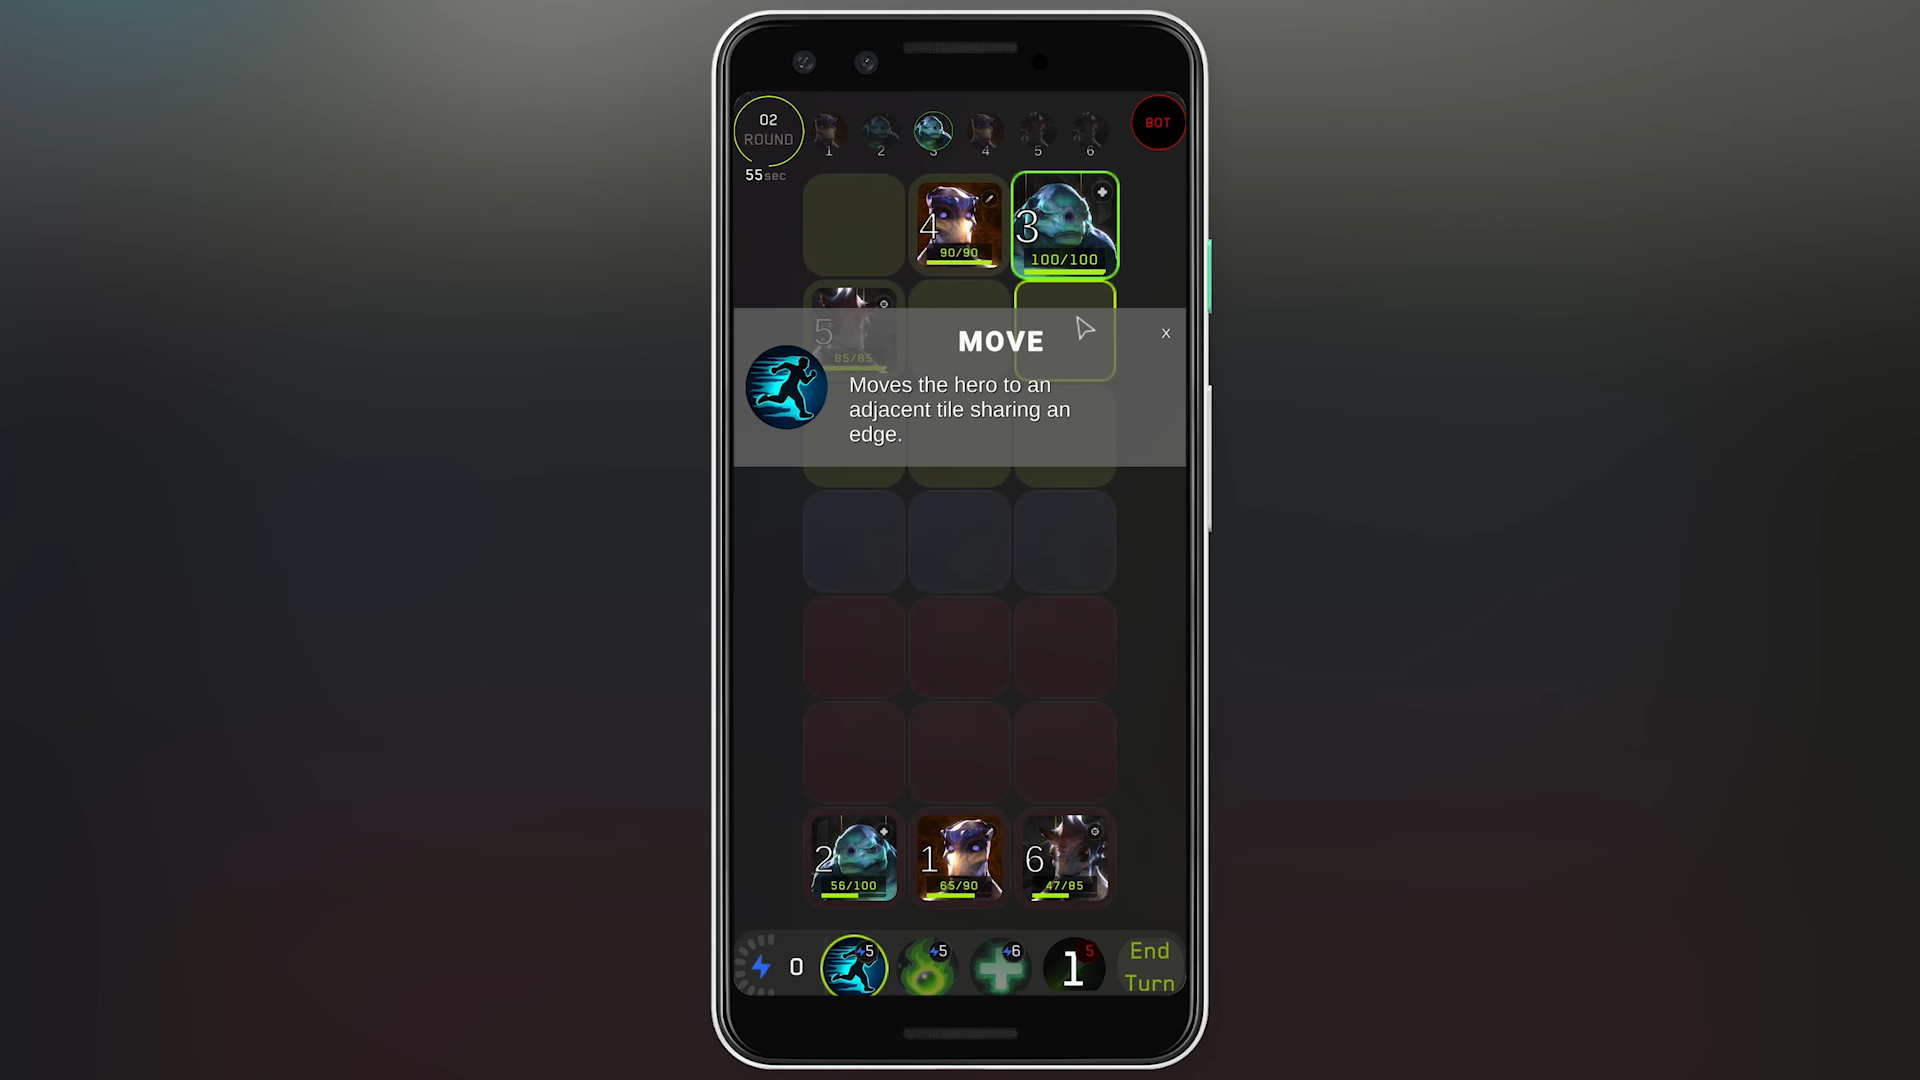 02
ROUND
55sec
1
2
3
4
5
6
BOT
4
90/90
3
100/100
5
85/85
MOVE
X
Moves the hero to an
adjacent tile sharing an
edge.
2
56/100
1
65/90
6
47/85
0
5
5
6
1
5
End
Turn